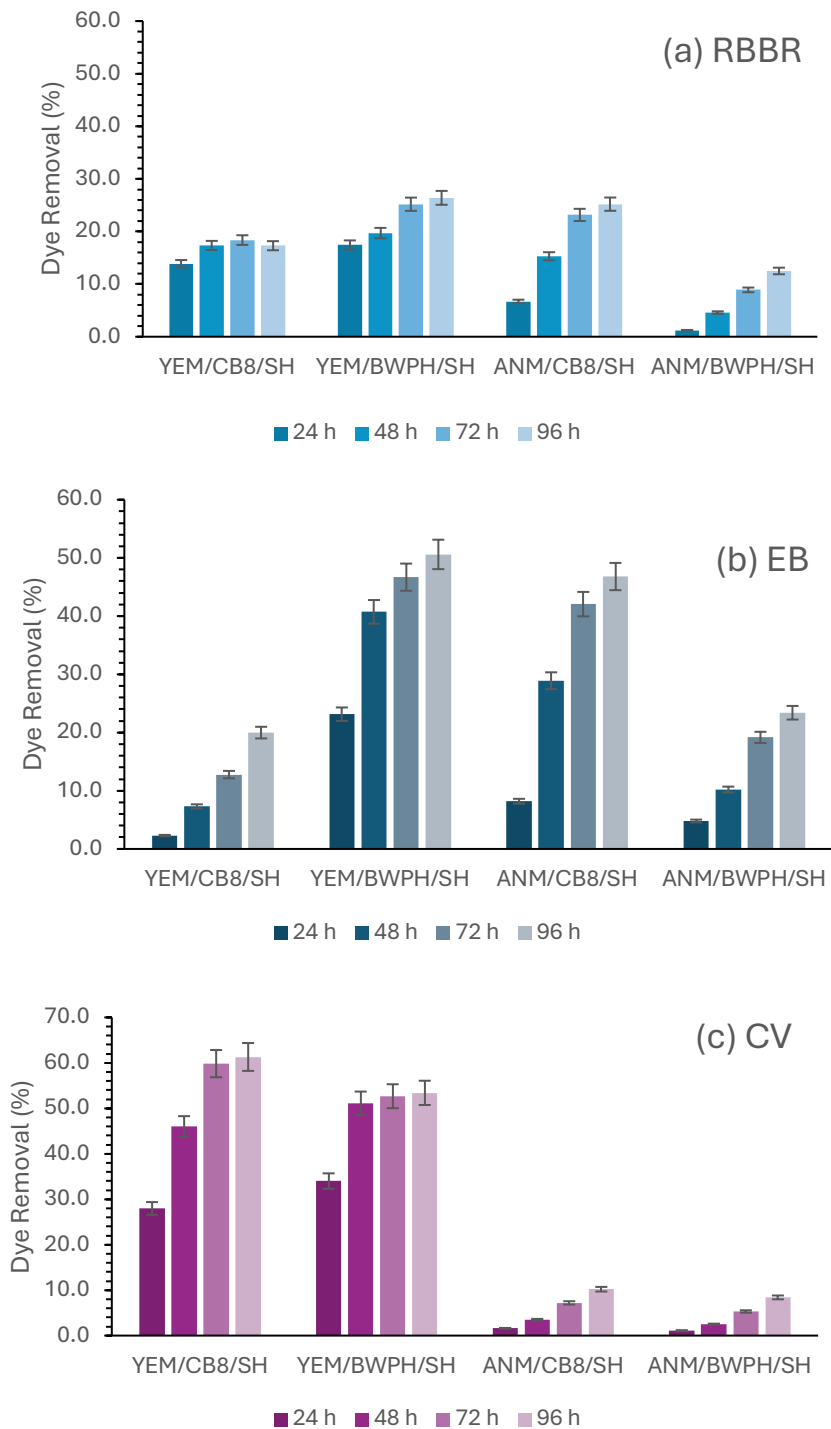 60.0
50.0
40.0
30.0
20.0
10.0
0.0
Dye Removal (%)
(a) RBBR
YEM/CB8/SH YEM/BWPH/SH ANM/CB8/SH ANM/BWPH/SH
24 h 48 h 72 h 96 h
60.0
50.0
40.0
30.0
20.0
10.0
0.0
Dye Removal (%)
(b) EB
YEM/CB8/SH YEM/BWPH/SH ANM/CB8/SH ANM/BWPH/SH
24 h 48 h 72 h 96 h
70.0
60.0
50.0
40.0
30.0
20.0
10.0
0.0
Dye Removal (%)
(c) CV
YEM/CB8/SH YEM/BWPH/SH ANM/CB8/SH ANM/BWPH/SH
24 h 48 h 72 h 96 h